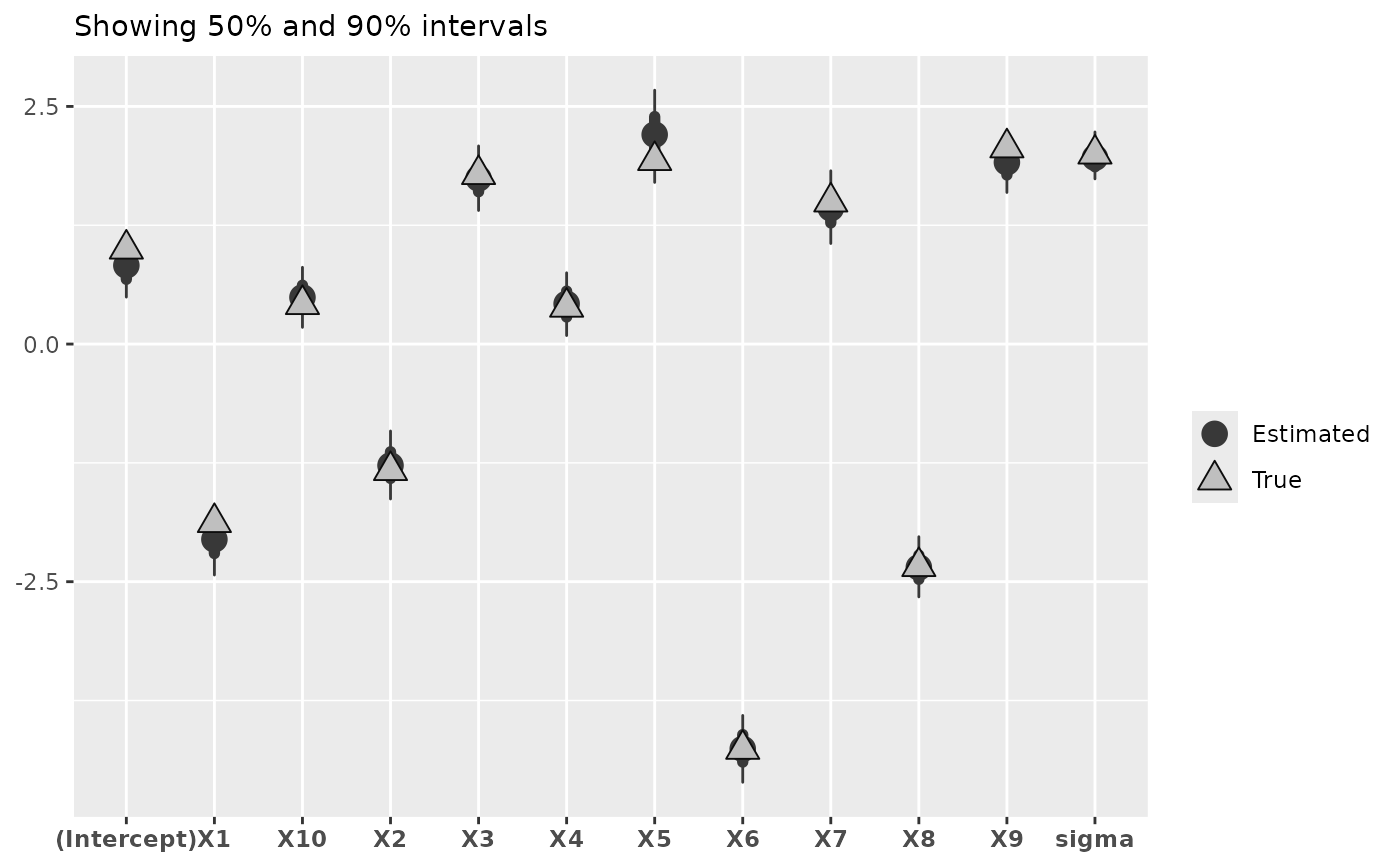 Showing 50% and 90% intervals
2.5
0.0
-2.5
Estimated
True
(Intercept) X1 X10 X2 X3 X4 X5 X6 X7 X8 X9 sigma